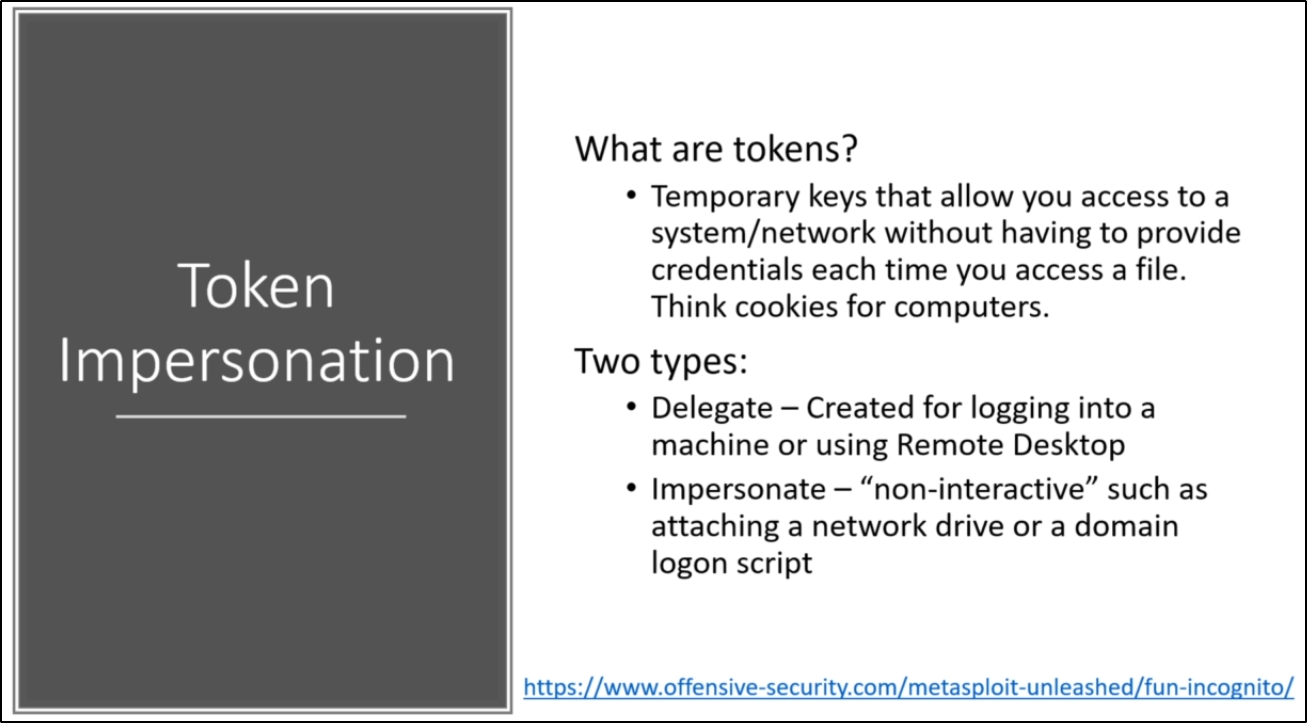 Token
Impersonation
What are tokens?
• Temporary keys that allow you access to a
system/network without having to provide
credentials each time you access a file.
Think cookies for computers.
Two types:
• Delegate – Created for logging into a
machine or using Remote Desktop
• Impersonate – “non-interactive” such as
attaching a network drive or a domain
logon script
https://www.offensive-security.com/metasploit-unleashed/fun-incognito/